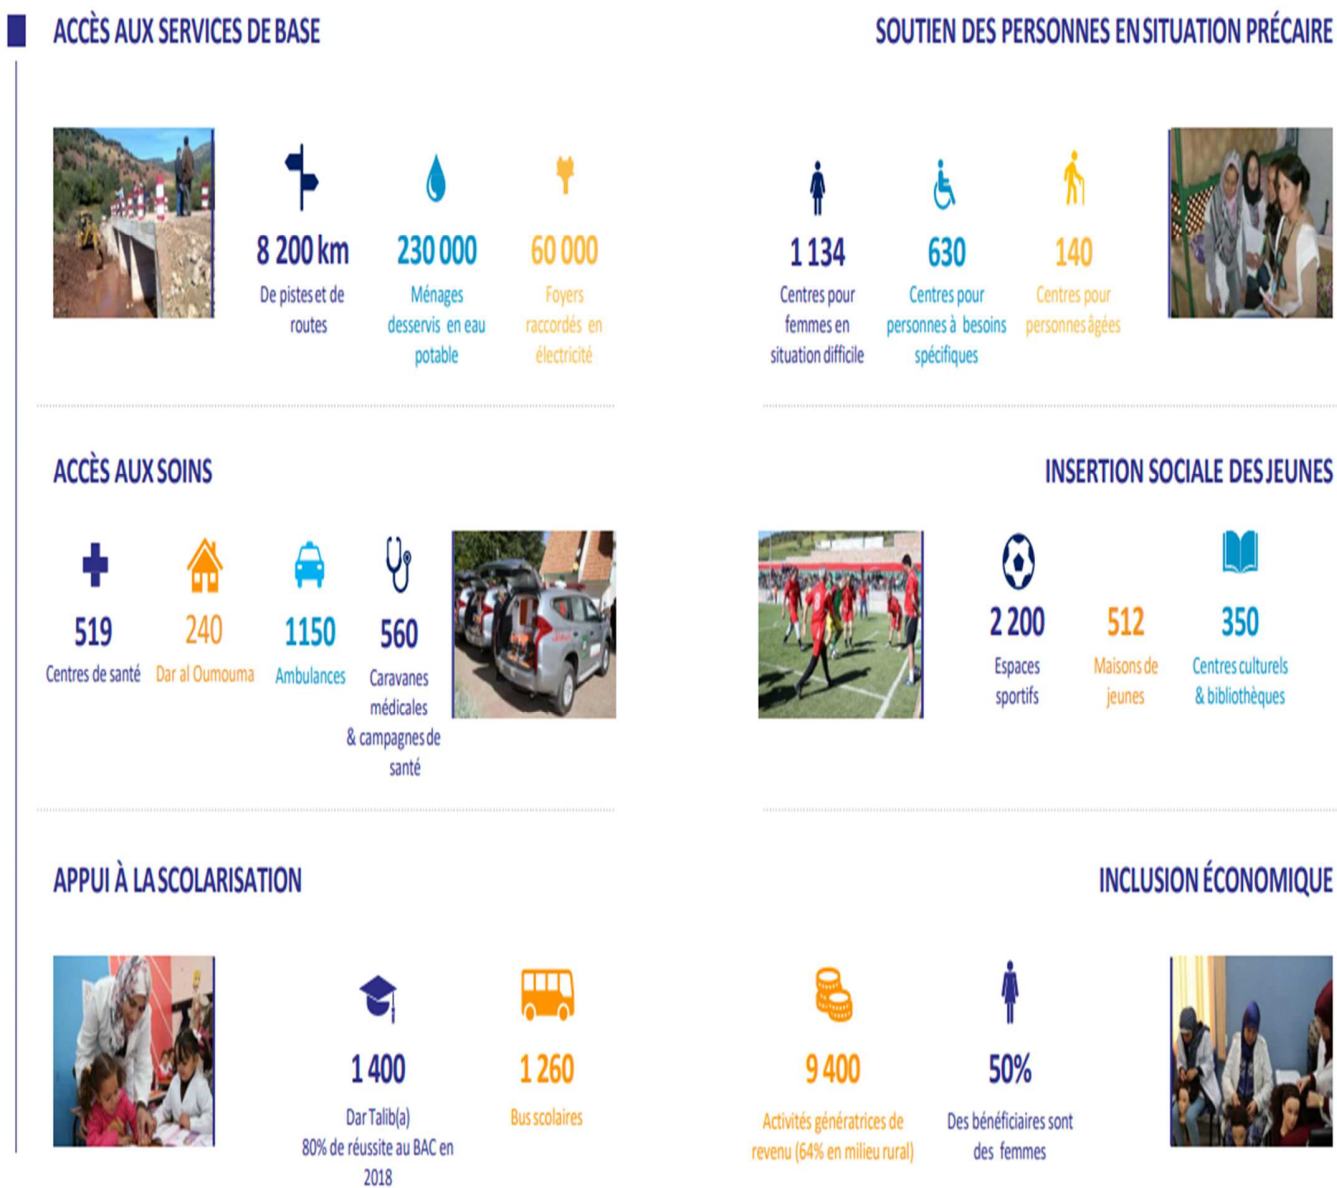 ACCÈS AUX SERVICES DE BASE
8 200 km
De pistes et de
routes
230 000
Ménages
desservis en eau
potable
60 000
Foyers
raccordés en
électricité
SOUTIEN DES PERSONNES EN SITUATION PRÉCAIRE
1 134
Centres pour
femmes en
situation difficile
630
Centres pour
personnes à besoins
spécifiques
140
Centres pour
personnes âgées
ACCÈS AUX SOINS
519
Centres de santé
240
Dar al Oumouma
1150
Ambulances
560
Caravanes
médicales
& campagnes de
santé
INSERTION SOCIALE DES JEUNES
2 200
Espaces
sportifs
512
Maisons de
jeunes
350
Centres culturels
& bibliothèques
APPUI À LA SCOLARISATION
1 400
Dar Talib(a)
80% de réussite au BAC en
2018
1 260
Bus scolaires
INCLUSION ÉCONOMIQUE
9 400
Activités génératrices de
revenu (64% en milieu rural)
50%
Des bénéficiaires sont
des femmes